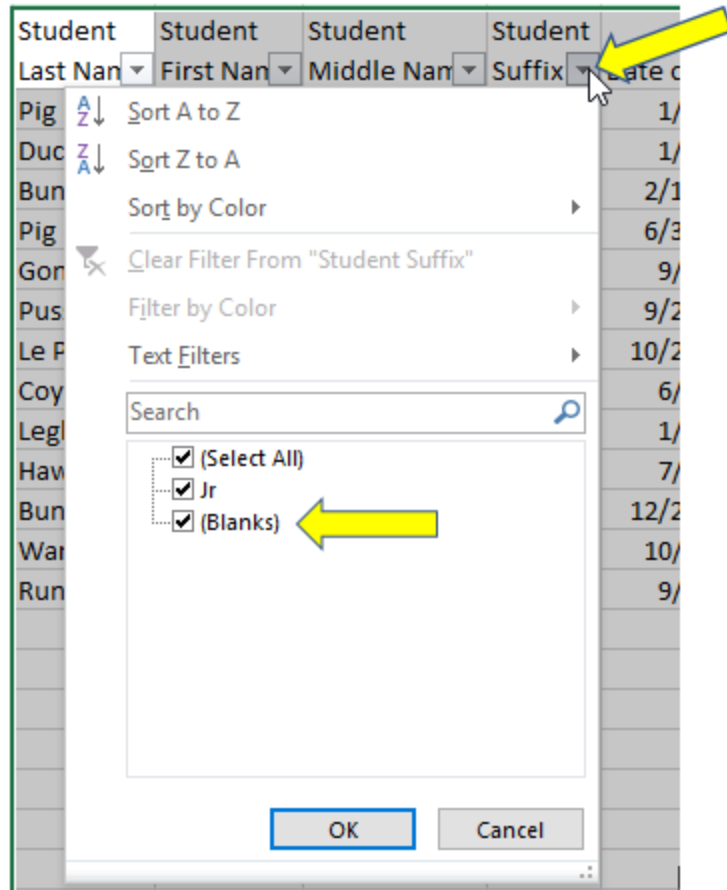 Student Student Student Student
Last Nam First Nam Middle Nam Suffix Date
Pig 1/
Duc 1/
Bun 2/1
Pig 6/3
Gon 9/
Pus 9/2
Le P 10/2
Coy 6/
Legl 1/
Haw 7/
Bun 12/2
War 10/
Run 9/
Sort A to Z
Sort Z to A
Sort by Color
Clear Filter From "Student Suffix"
Filter by Color
Text Filters
Search
(Select All)
Jr
(Blanks)
OK Cancel